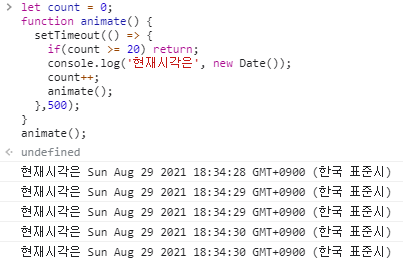 let count = 0;
function animate() {
setTimeout(() => {
if(count >= 20) return;
console.log('현재시각은', new Date());
count++;
animate();
},500);
}
animate();
undefined
현재시각은 Sun Aug 29 2021 18:34:28 GMT+0900 (한국 표준시)
현재시각은 Sun Aug 29 2021 18:34:29 GMT+0900 (한국 표준시)
현재시각은 Sun Aug 29 2021 18:34:29 GMT+0900 (한국 표준시)
현재시각은 Sun Aug 29 2021 18:34:30 GMT+0900 (한국 표준시)
현재시각은 Sun Aug 29 2021 18:34:30 GMT+0900 (한국 표준시)